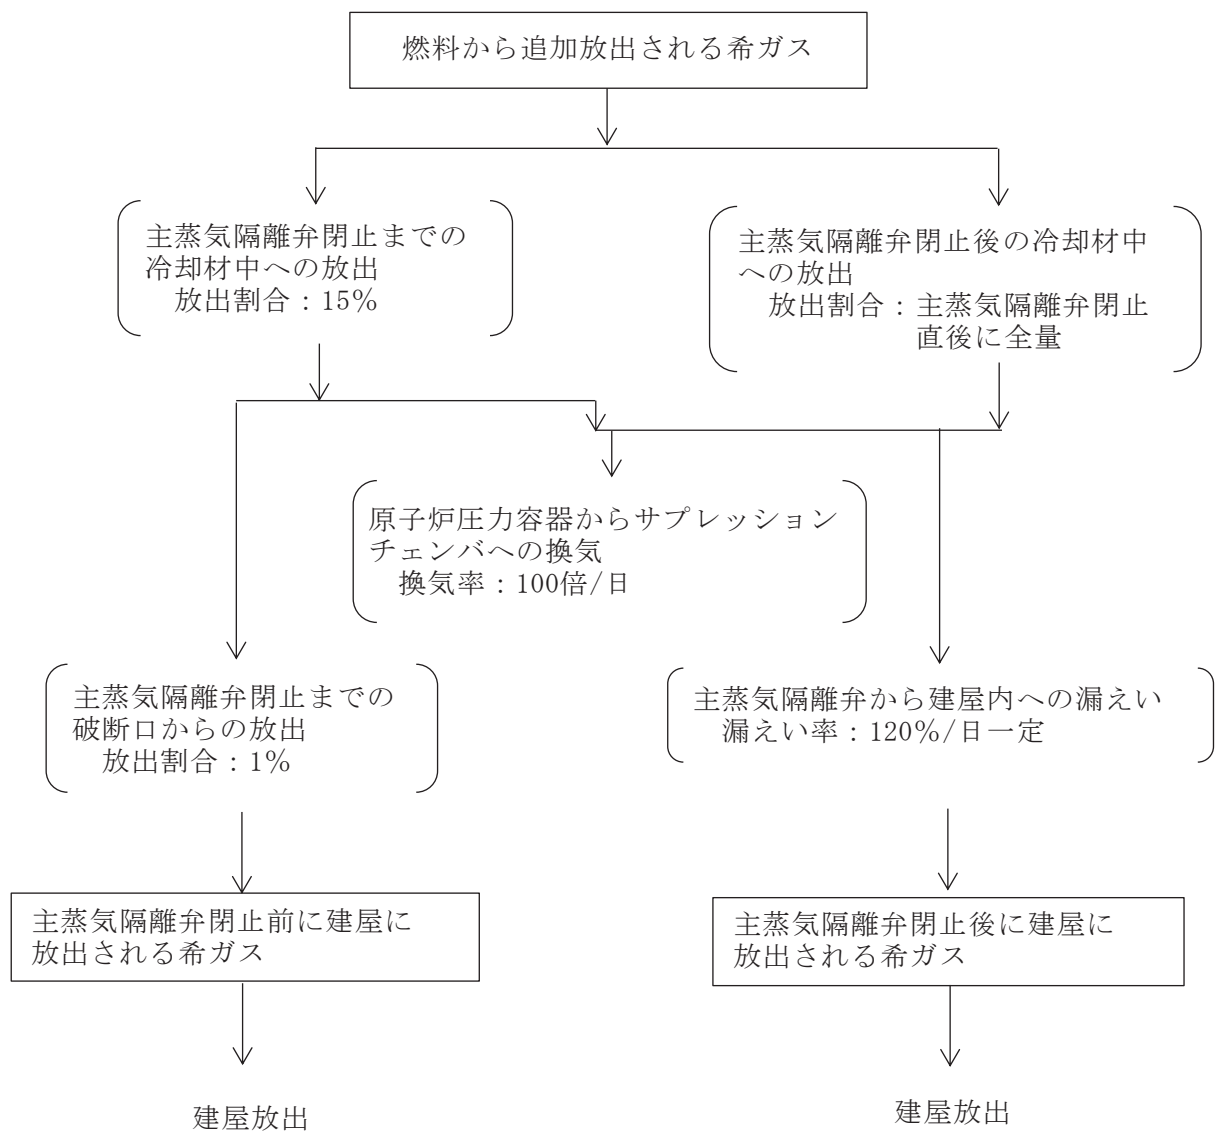 燃料から追加放出される希ガス
主蒸気隔離弁閉止までの
冷却材中への放出
放出割合：15%
主蒸気隔離弁閉止後の冷却材中
への放出
放出割合：主蒸気隔離弁閉止
直後に全量
原子炉圧力容器からサプレッション
チェンバへの換気
換気率：100倍/日
主蒸気隔離弁閉止までの
破断口からの放出
放出割合：1%
主蒸気隔離弁から建屋内への漏えい
漏えい率：120%/日一定
主蒸気隔離弁閉止前に建屋に
放出される希ガス
主蒸気隔離弁閉止後に建屋に
放出される希ガス
建屋放出
建屋放出